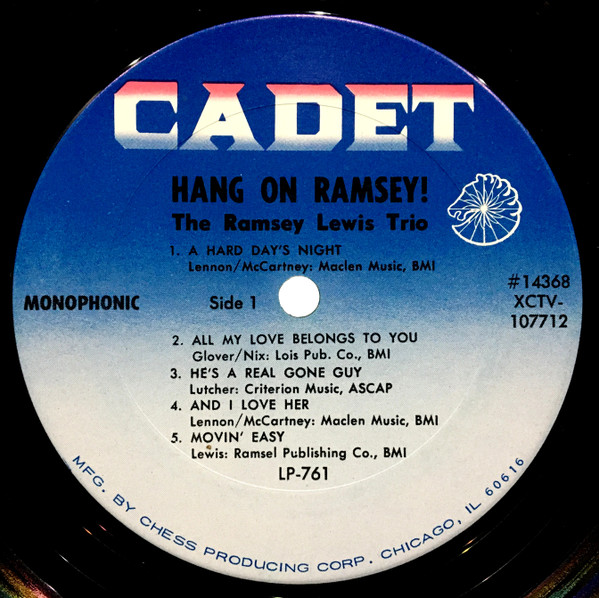 CADET
HANG ON RAMSEY!
The Ramsey Lewis Trio
1. A HARD DAY'S NIGHT
Lennon/McCartney: Maclen Music, BMI
MONOPHONIC
Side 1
#14368
XCTV-
107712
2. ALL MY LOVE BELONGS TO YOU
Glover/Nix: Lois Pub. Co., BMI
3. HE'S A REAL GONE GUY
Lutcher: Criterion Music, ASCAP
4. AND I LOVE HER
Lennon/McCartney: Maclen Music, BMI
5. MOVIN' EASY
Lewis: Ramsel Publishing Co., BMI
LP-761
MFG. BY CHESS PRODUCING CORP. CHICAGO, IL 60616